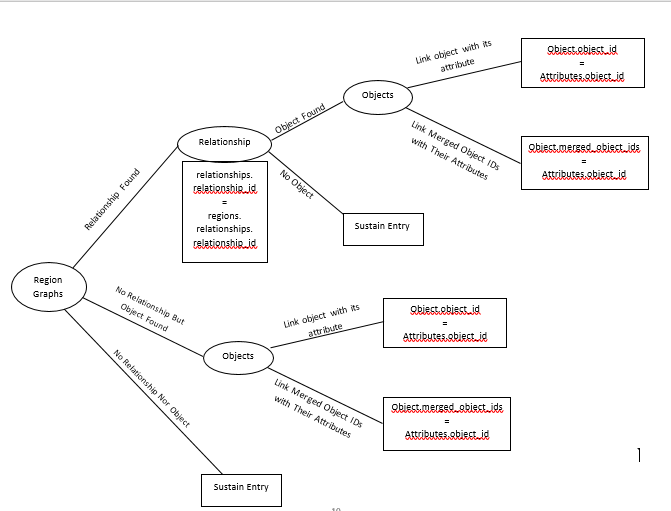 Link object with its
attribute
Object.object_id
=
Attributes.object_id
Objects
Object Found
Link Merged Object IDs
with Their Attributes
Object.merged_object_ids
=
Attributes.object_id
Relationship
relationships.
relationship_id
=
regions.
relationships.
relationship_id
No Object
Sustain Entry
Relationship Found
Region
Graphs
No Relationship But
Object Found
Objects
Link object with its
attribute
Object.object_id
=
Attributes.object_id
Link Merged Object IDs
with Their Attributes
Object.merged_object_ids
=
Attributes.object_id
No Relationship Nor Object
Sustain Entry